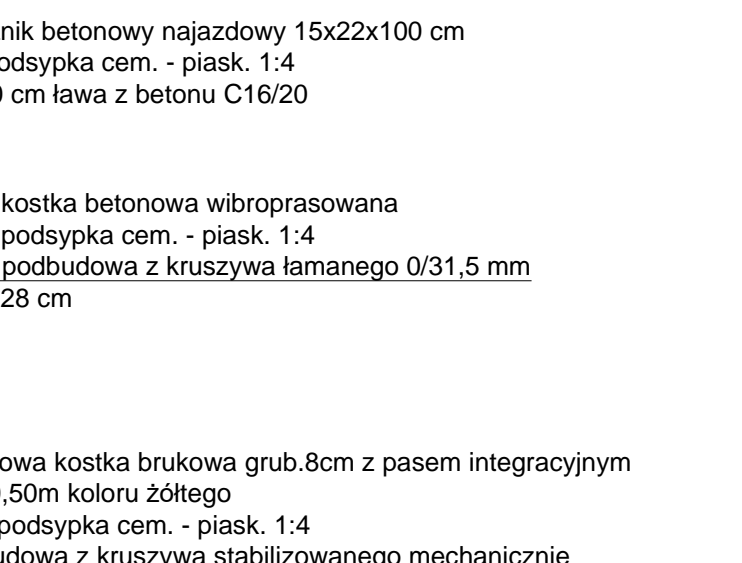 nik betonowy najazdowy 15x22x100 cm
odsypka cem. - piask. 1:4
cm ława z betonu C16/20
kostka betonowa wibroprasowana
podsypka cem. - piask. 1:4
podbudowa z kruszywa łamanego 0/31,5 mm
28 cm
owa kostka brukowa grub.8cm z pasem integracyjnym
,50m koloru żółtego
podsypka cem. - piask. 1:4
udowa z kruszywa stabilizowanego mechanicznie